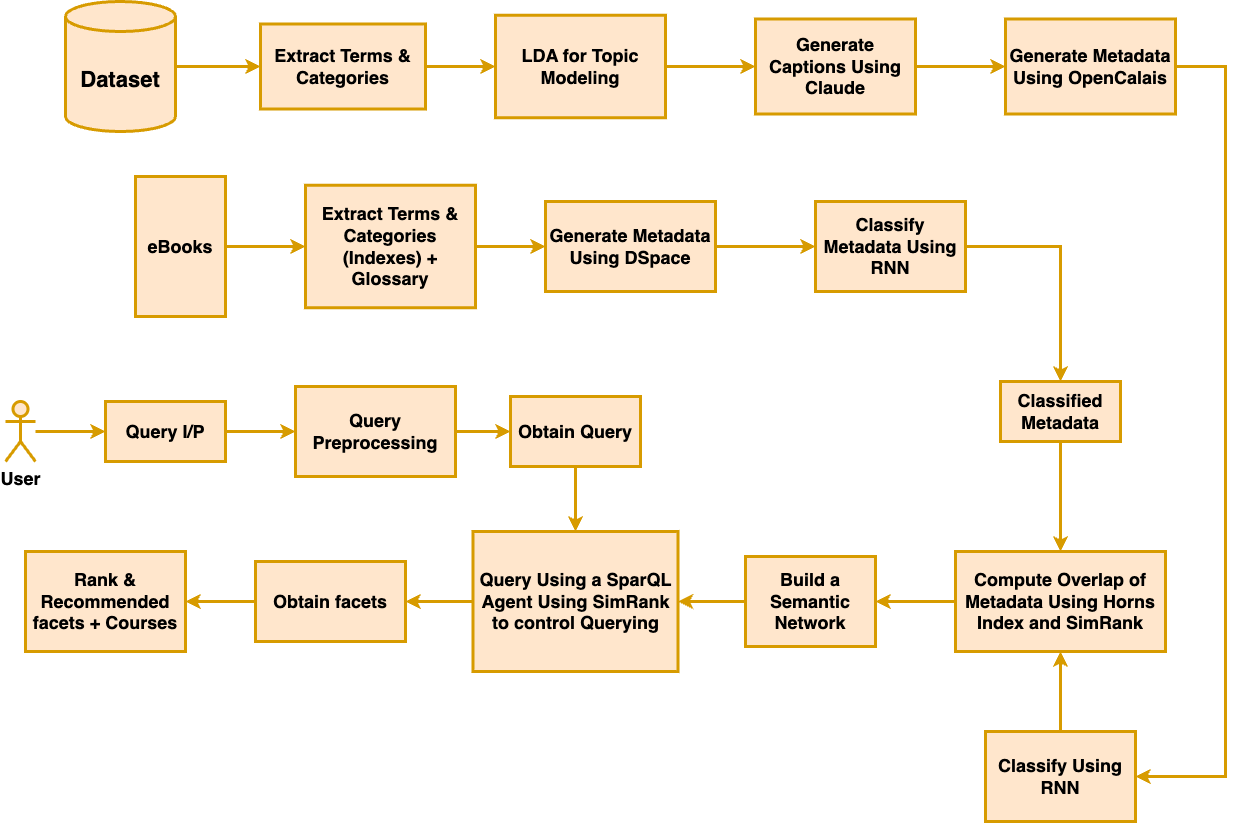 Dataset
Extract Terms &
Categories
LDA for Topic
Modeling
Generate
Captions Using
Claude
Generate Metadata
Using OpenCalais
eBooks
Extract Terms &
Categories
(Indexes) +
Glossary
Generate Metadata
Using DSpace
Classify
Metadata Using
RNN
Classified
Metadata
User
Query I/P
Query
Preprocessing
Obtain Query
Rank &
Recommended
facets + Courses
Obtain facets
Query Using a SparQL
Agent Using SimRank
to control Querying
Build a
Semantic
Network
Compute Overlap of
Metadata Using Horns
Index and SimRank
Classify Using
RNN